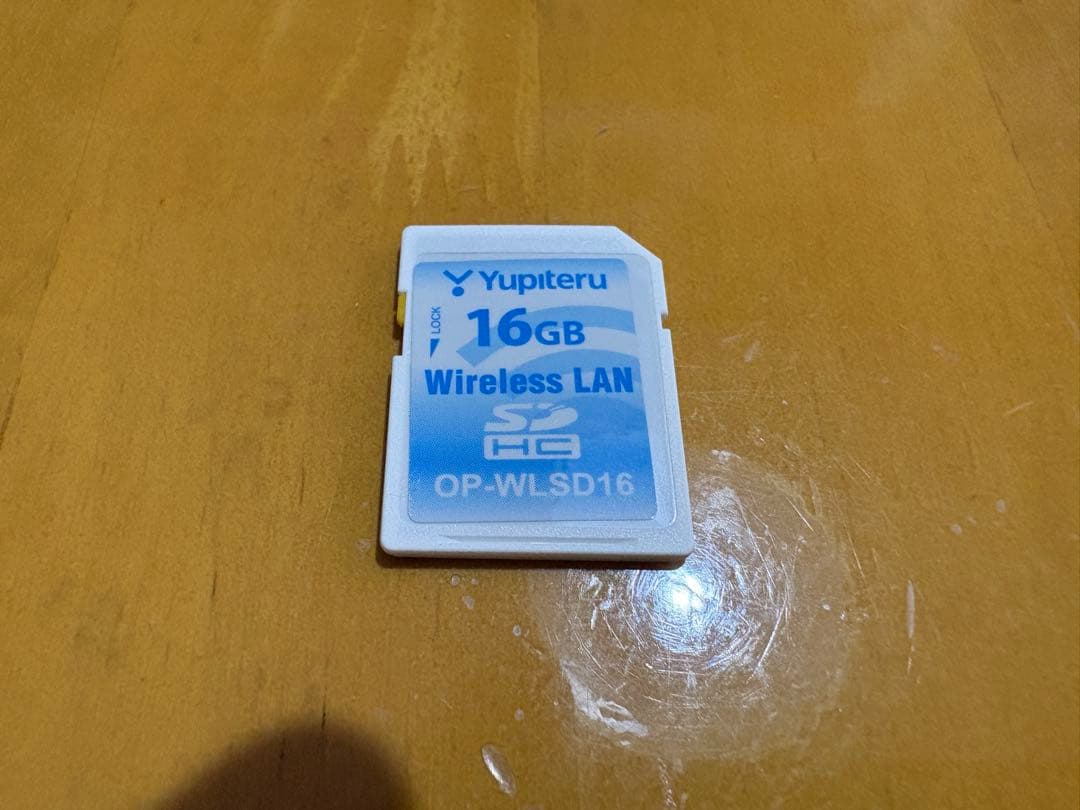 Yupiteru
LOCK
16GB
Wireless LAN
SD
HC
OP-WLSD16